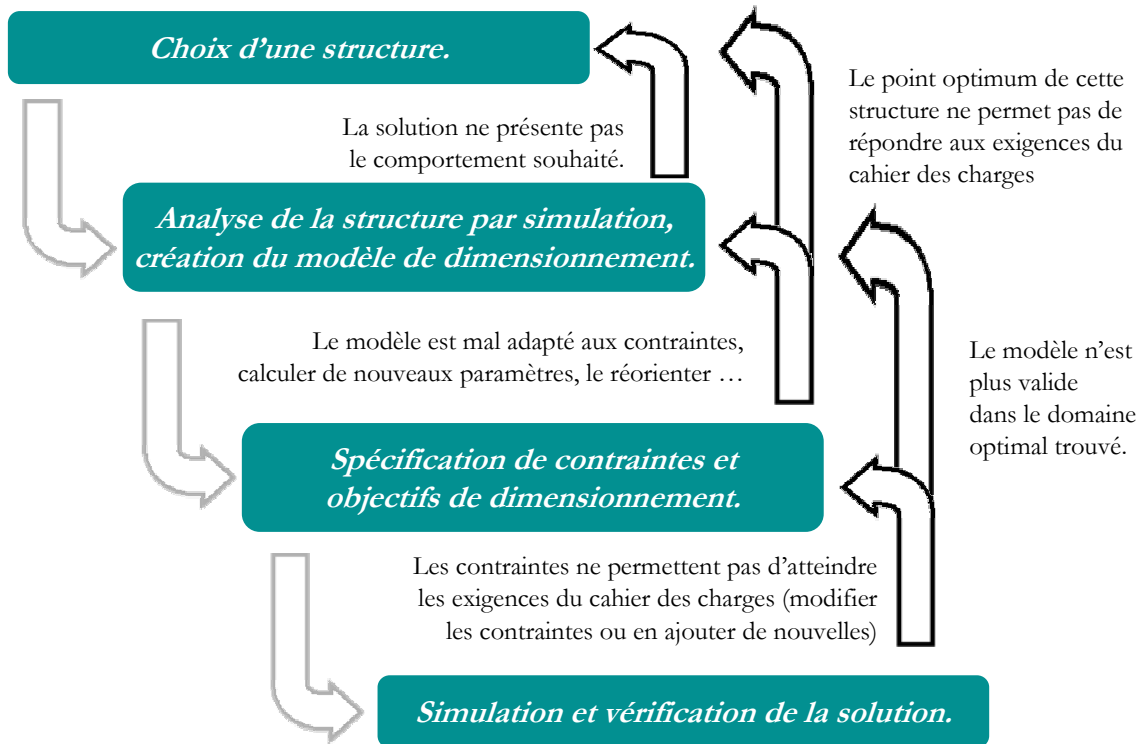 Choix d'une structure.
La solution ne présente pas
le comportement souhaité.
Le point optimum de cette
structure ne permet pas de
répondre aux exigences du
cahier des charges
Analyse de la structure par simulation,
création du modèle de dimensionnement.
Le modèle est mal adapté aux contraintes,
calculer de nouveaux paramètres, le réorienter …
Le modèle n'est
plus valide
dans le domaine
optimal trouvé.
Spécification de contraintes et
objectifs de dimensionnement.
Les contraintes ne permettent pas d'atteindre
les exigences du cahier des charges (modifier
les contraintes ou en ajouter de nouvelles)
Simulation et vérification de la solution.